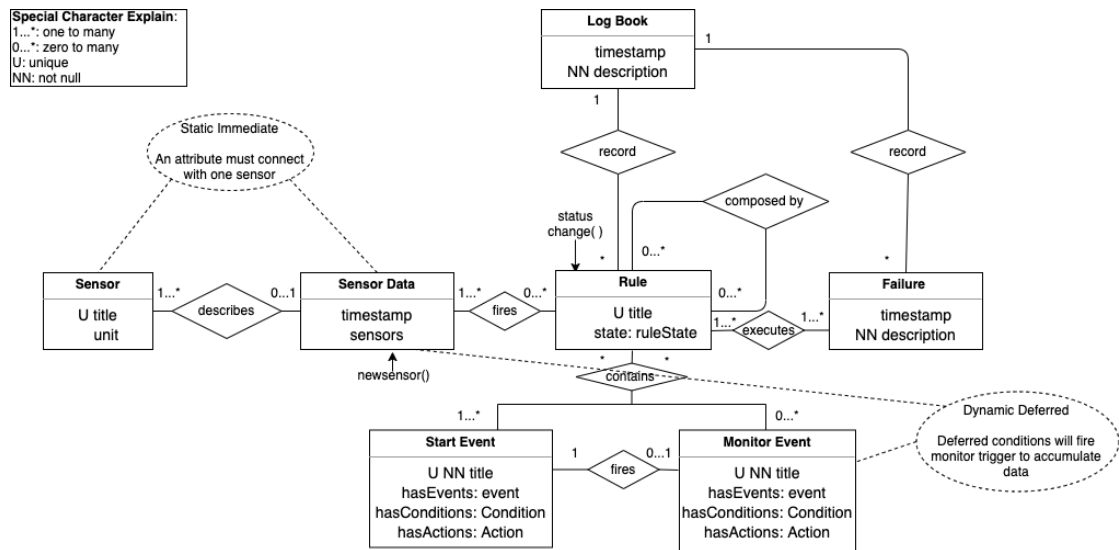 Special Character Explain:
1...*: one to many
0...*: zero to many
U: unique
NN: not null
Log Book
timestamp
NN description
1
1
record
record
Static Immediate
An attribute must connect
with one sensor
composed by
status
change( )
*
0...*
*
Sensor
U title
unit
1...*
describes
0...1
Sensor Data
timestamp
sensors
newsensor()
1...*
fires
0...*
Rule
U title
state: ruleState
0...*
1...*
executes
1...*
Failure
timestamp
NN description
*
*
contains
1...*
0...*
Start Event
U NN title
hasEvents: event
hasConditions: Condition
hasActions: Action
1
fires
0...1
Monitor Event
U NN title
hasEvents: event
hasConditions: Condition
hasActions: Action
Dynamic Deferred
Deferred conditions will fire
monitor trigger to accumulate
data